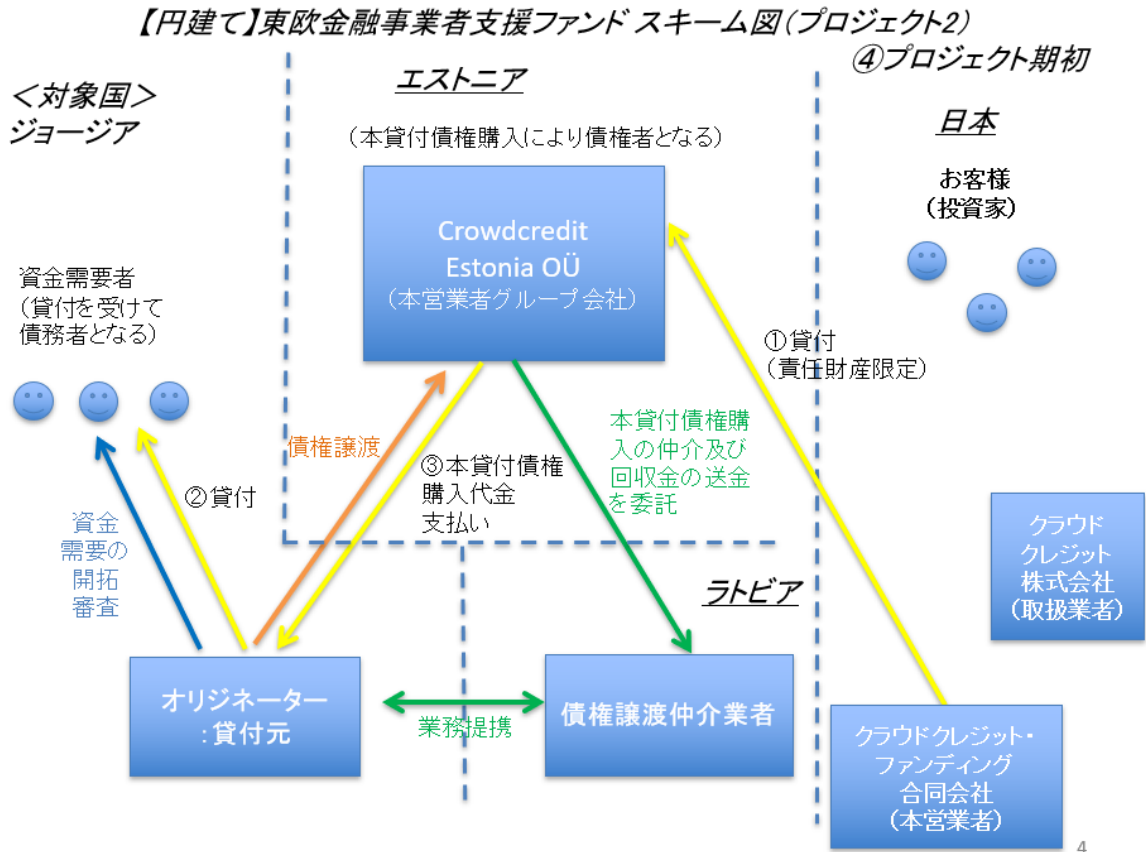 【円建て】東欧金融事業者支援ファンド スキーム図(プロジェクト2)
④プロジェクト期初
<対象国>
ジョージア
エストニア
(本貸付債権購入により債権者となる)
日本
お客様
(投資家)
Crowdcredit
Estonia OÜ
(本営業者グループ会社)
資金需要者
(貸付を受けて
債務者となる)
①貸付
(責任財産限定)
債権譲渡
③本貸付債権
購入代金
支払い
本貸付債権購
入の仲介及び
回収金の送金
を委託
②貸付
資金
需要の
開拓
審査
クラウド
クレジット
株式会社
(取扱業者)
ラトビア
オリジネーター
:貸付元
業務提携
債権譲渡仲介業者
クラウドクレジット・
ファンディング
合同会社
(本営業者)
4